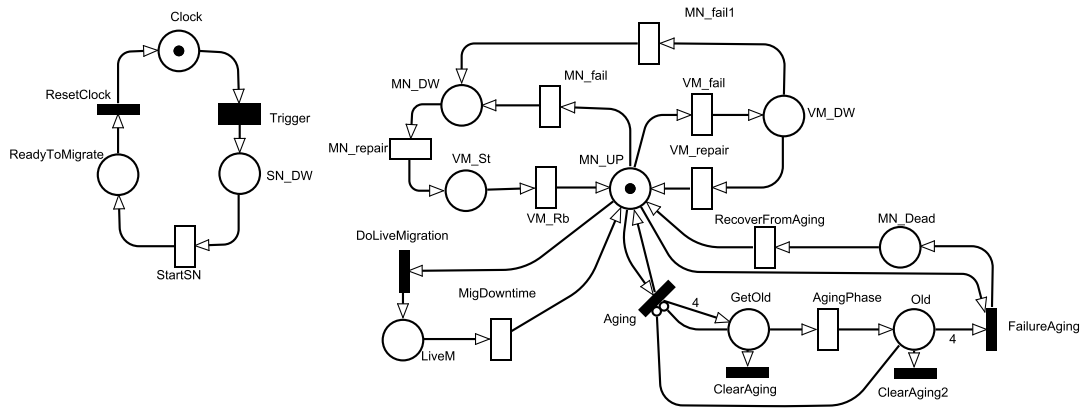 Clock
MN_fail1
MN_DW
MN_fail
VM_fail
ResetClock
Trigger
VM_DW
MN_repair
ReadyToMigrate
VM_St
MN_UP
VM_repair
SN_DW
VM_Rb
RecoverFromAging
MN_Dead
DoLiveMigration
StartSN
MigDowntime
4
GetOld
AgingPhase
Old
Aging
FailureAging
4
LiveM
ClearAging
ClearAging2